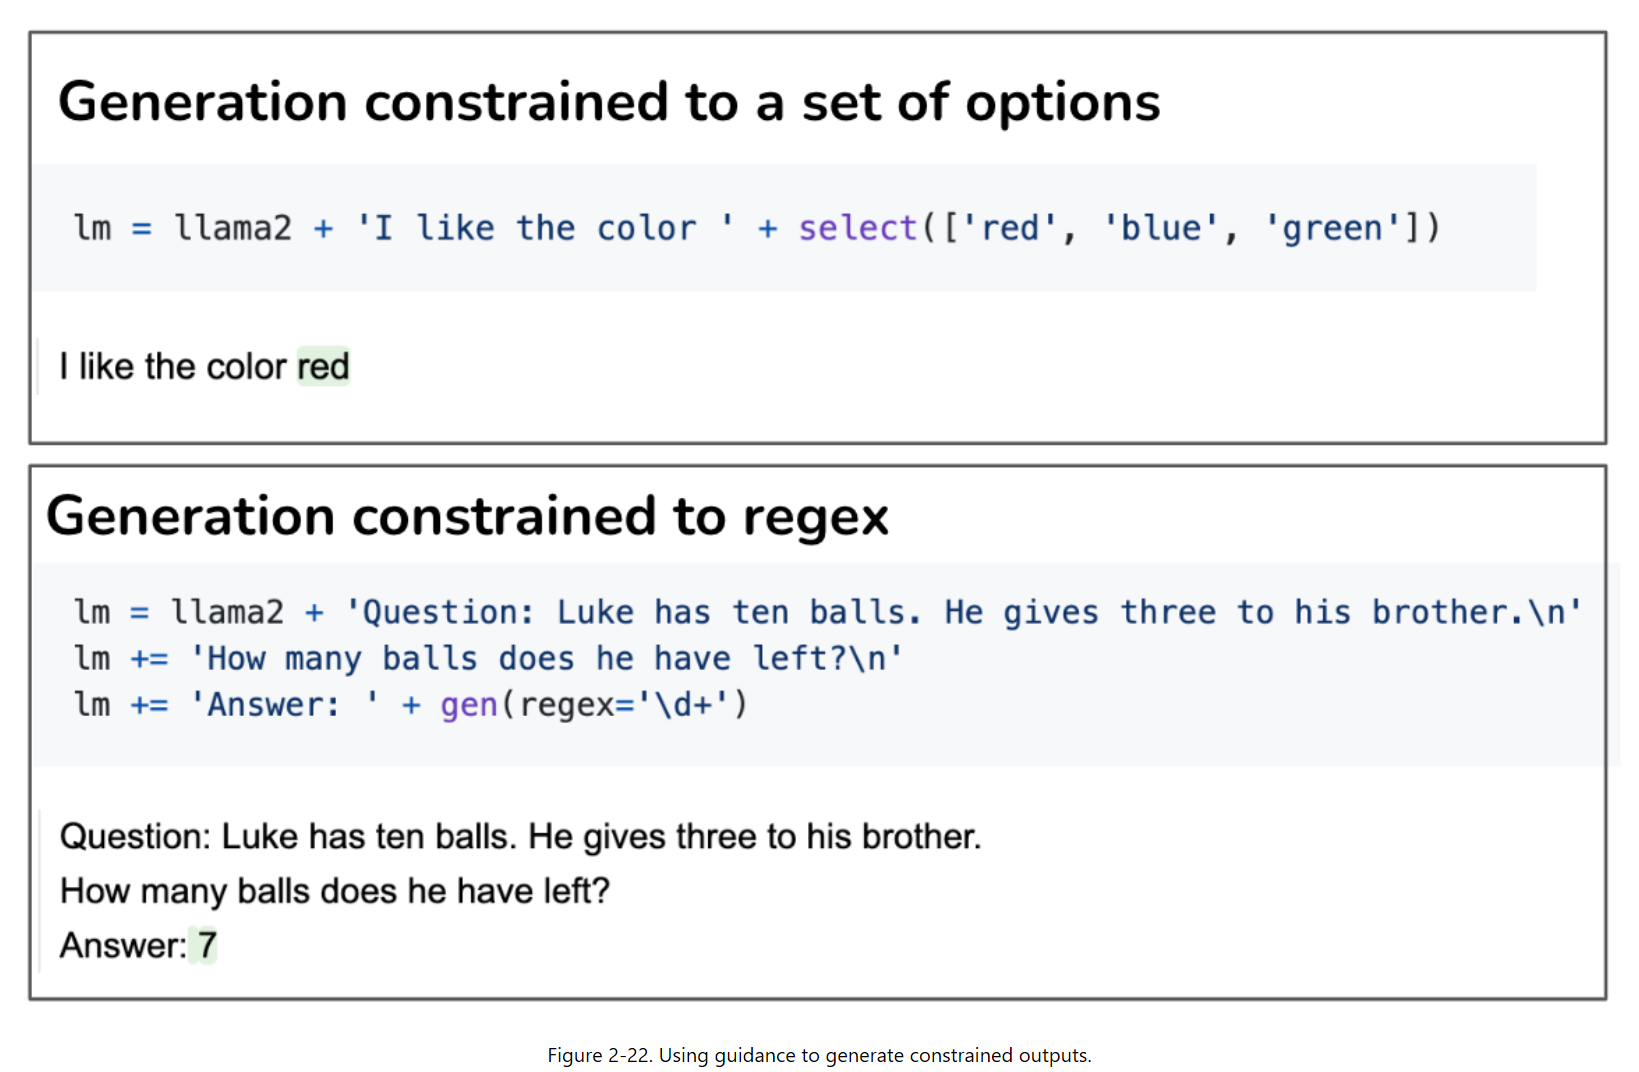 Generation constrained to a set of options
lm = llama2 + 'I like the color ' + select(['red', 'blue', 'green'])
I like the color red
Generation constrained to regex
lm = llama2 + 'Question: Luke has ten balls. He gives three to his brother.\n'
lm += 'How many balls does he have left?\n'
lm += 'Answer: ' + gen(regex='\d+')
Question: Luke has ten balls. He gives three to his brother.
How many balls does he have left?
Answer: 7
Figure 2-22. Using guidance to generate constrained outputs.